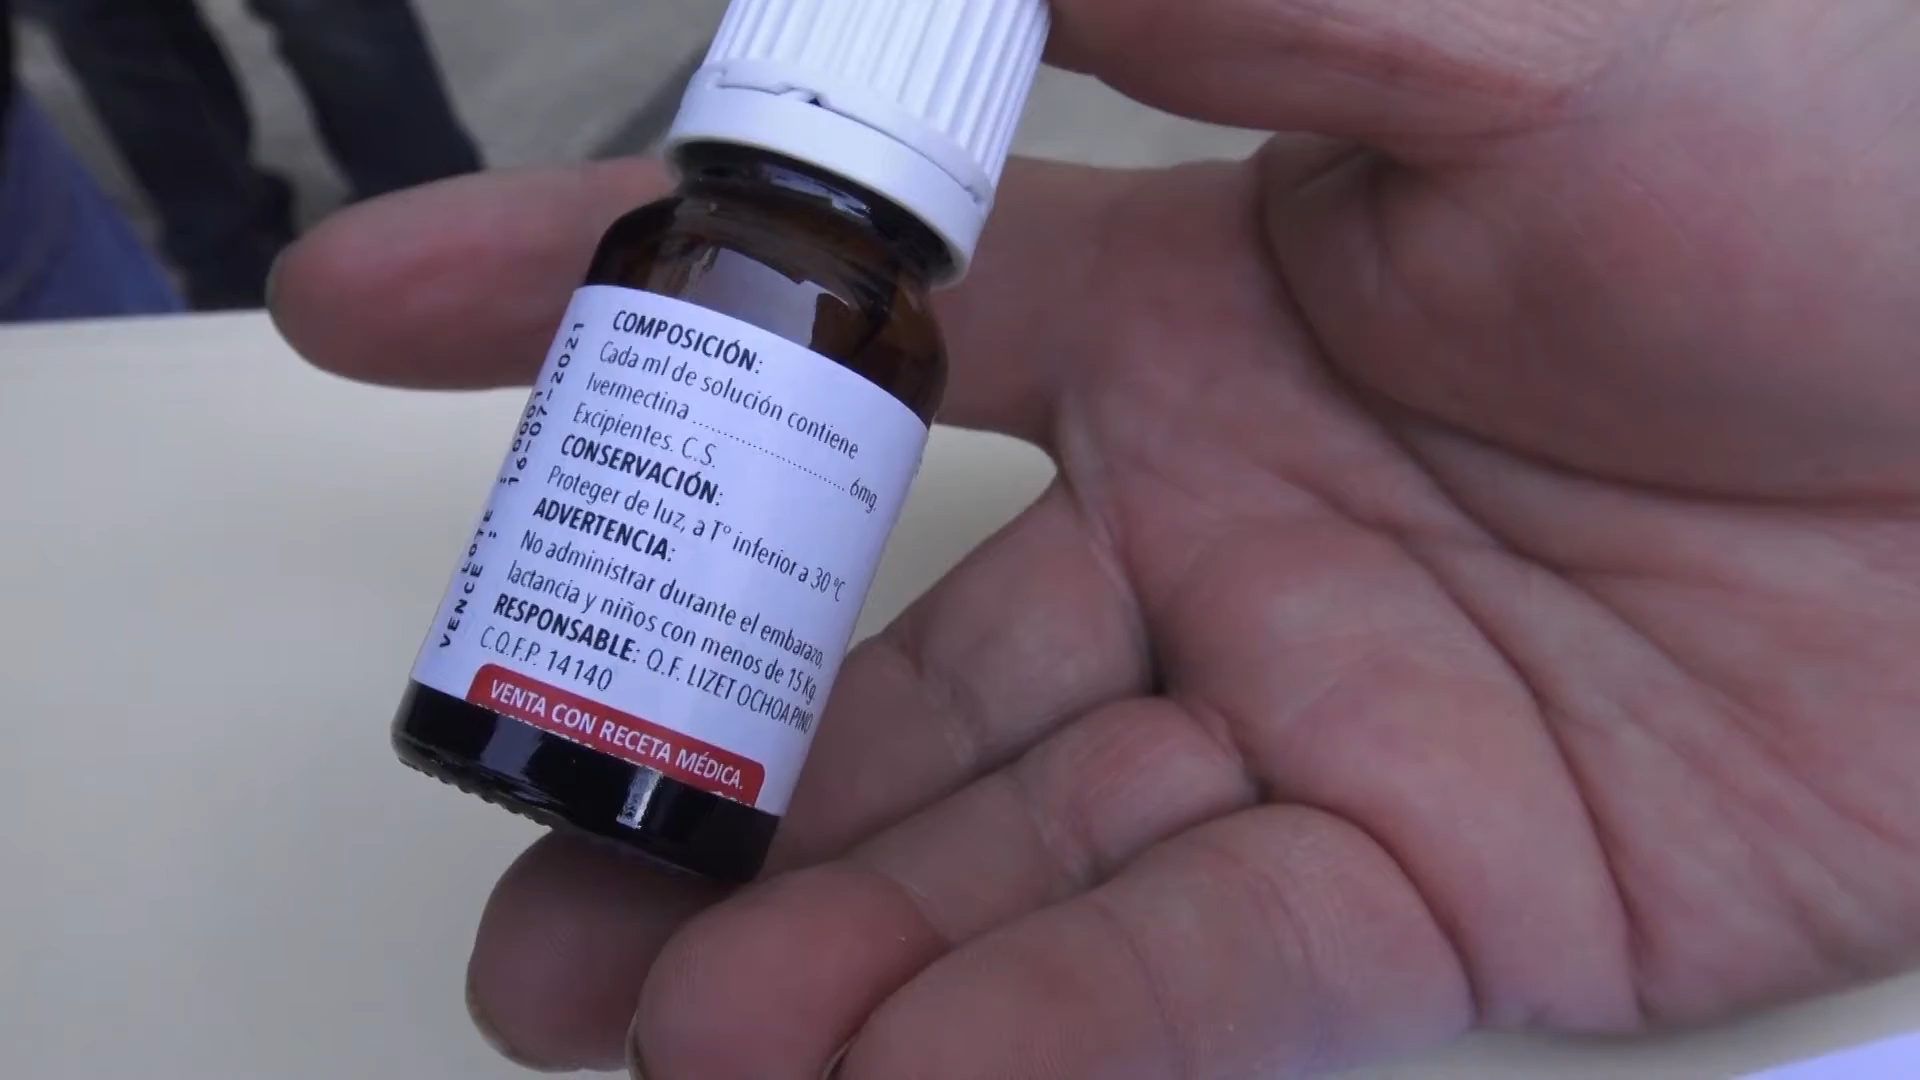 COMPOSICIÓN:
Cada ml de solución contiene
Ivermectina ........................... 6mg.
Excipientes. C.S.
CONSERVACIÓN:
Proteger de luz, a T° inferior a 30 °C
ADVERTENCIA:
No administrar durante el embarazo,
lactancia y niños con menos de 15 Kg.
RESPONSABLE: Q.F. LIZET OCHOA PINO
C.Q.F.P. 14140
VENTA CON RECETA MÉDICA.
LOTE :
VENCE : 16-07-2021